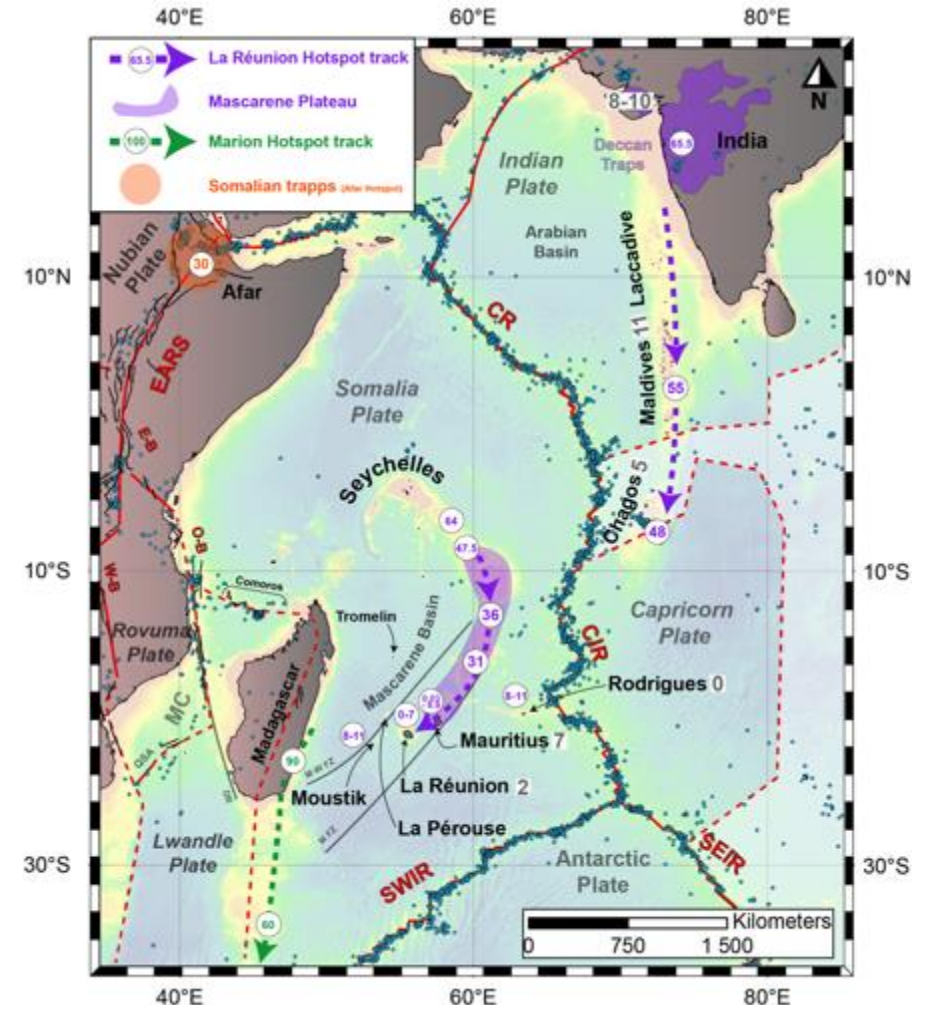 40°E 60°E 80°E
65.5 La Réunion Hotspot track
Mascarene Plateau
100 Marion Hotspot track
Somalian trapps (Afar Hotspot)
N
8-10
65.5
India
Deccan
Traps
Indian
Plate
Arabian
Basin
Nubian
Plate
30
Afar
10°N 10°N
Maldives 11 Laccadive
CR
EARS
55
Somalia
Plate
E-B
Seychelles
Chagos 5
64
48
47.5
O-B
10°S 10°S
W-B
Comoros
36
Tromelin
Mascarene Basin
Capricorn
Plate
Rovuma
Plate
CIR
31
Madagascar
Rodrigues 0
8-11
MC
0-7
8-11
Mauritius 7
90
M-W FZ
Moustik
La Réunion 2
La Pérouse
M FZ
Lwandle
Plate
30°S 30°S
SEIR
Antarctic
Plate
SWIR
60
Kilometers
0 750 1 500
40°E 60°E 80°E